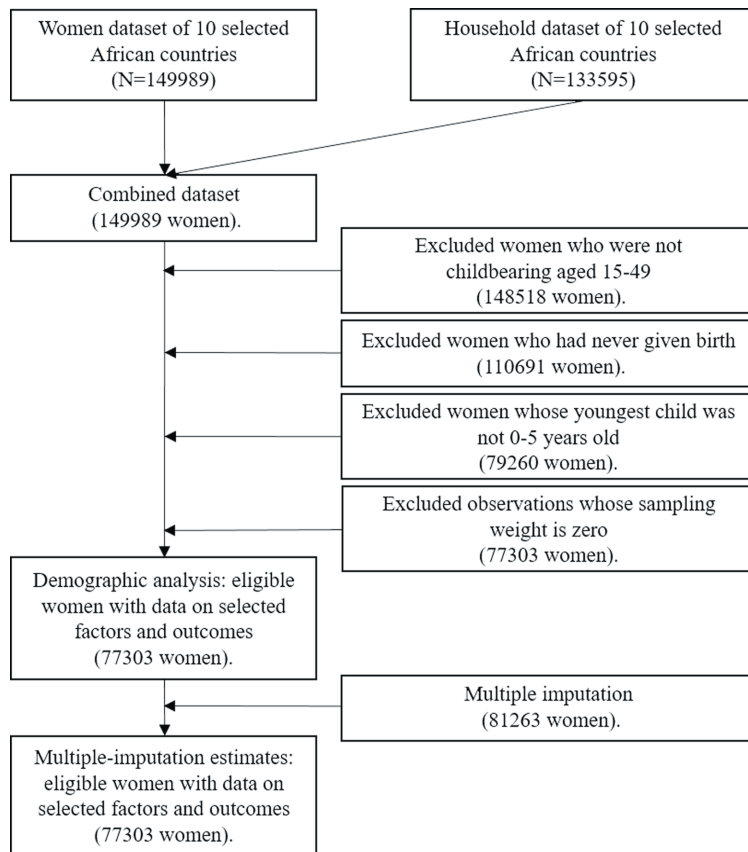 Women dataset of 10 selected
African countries
(N=149989)
Household dataset of 10 selected
African countries
(N=133595)
Combined dataset
(149989 women).
Excluded women who were not
childbearing aged 15-49
(148518 women).
Excluded women who had never given birth
(110691 women).
Excluded women whose youngest child was
not 0-5 years old
(79260 women).
Excluded observations whose sampling
weight is zero
(77303 women).
Demographic analysis: eligible
women with data on selected
factors and outcomes
(77303 women).
Multiple imputation
(81263 women).
Multiple-imputation estimates:
eligible women with data on
selected factors and outcomes
(77303 women).